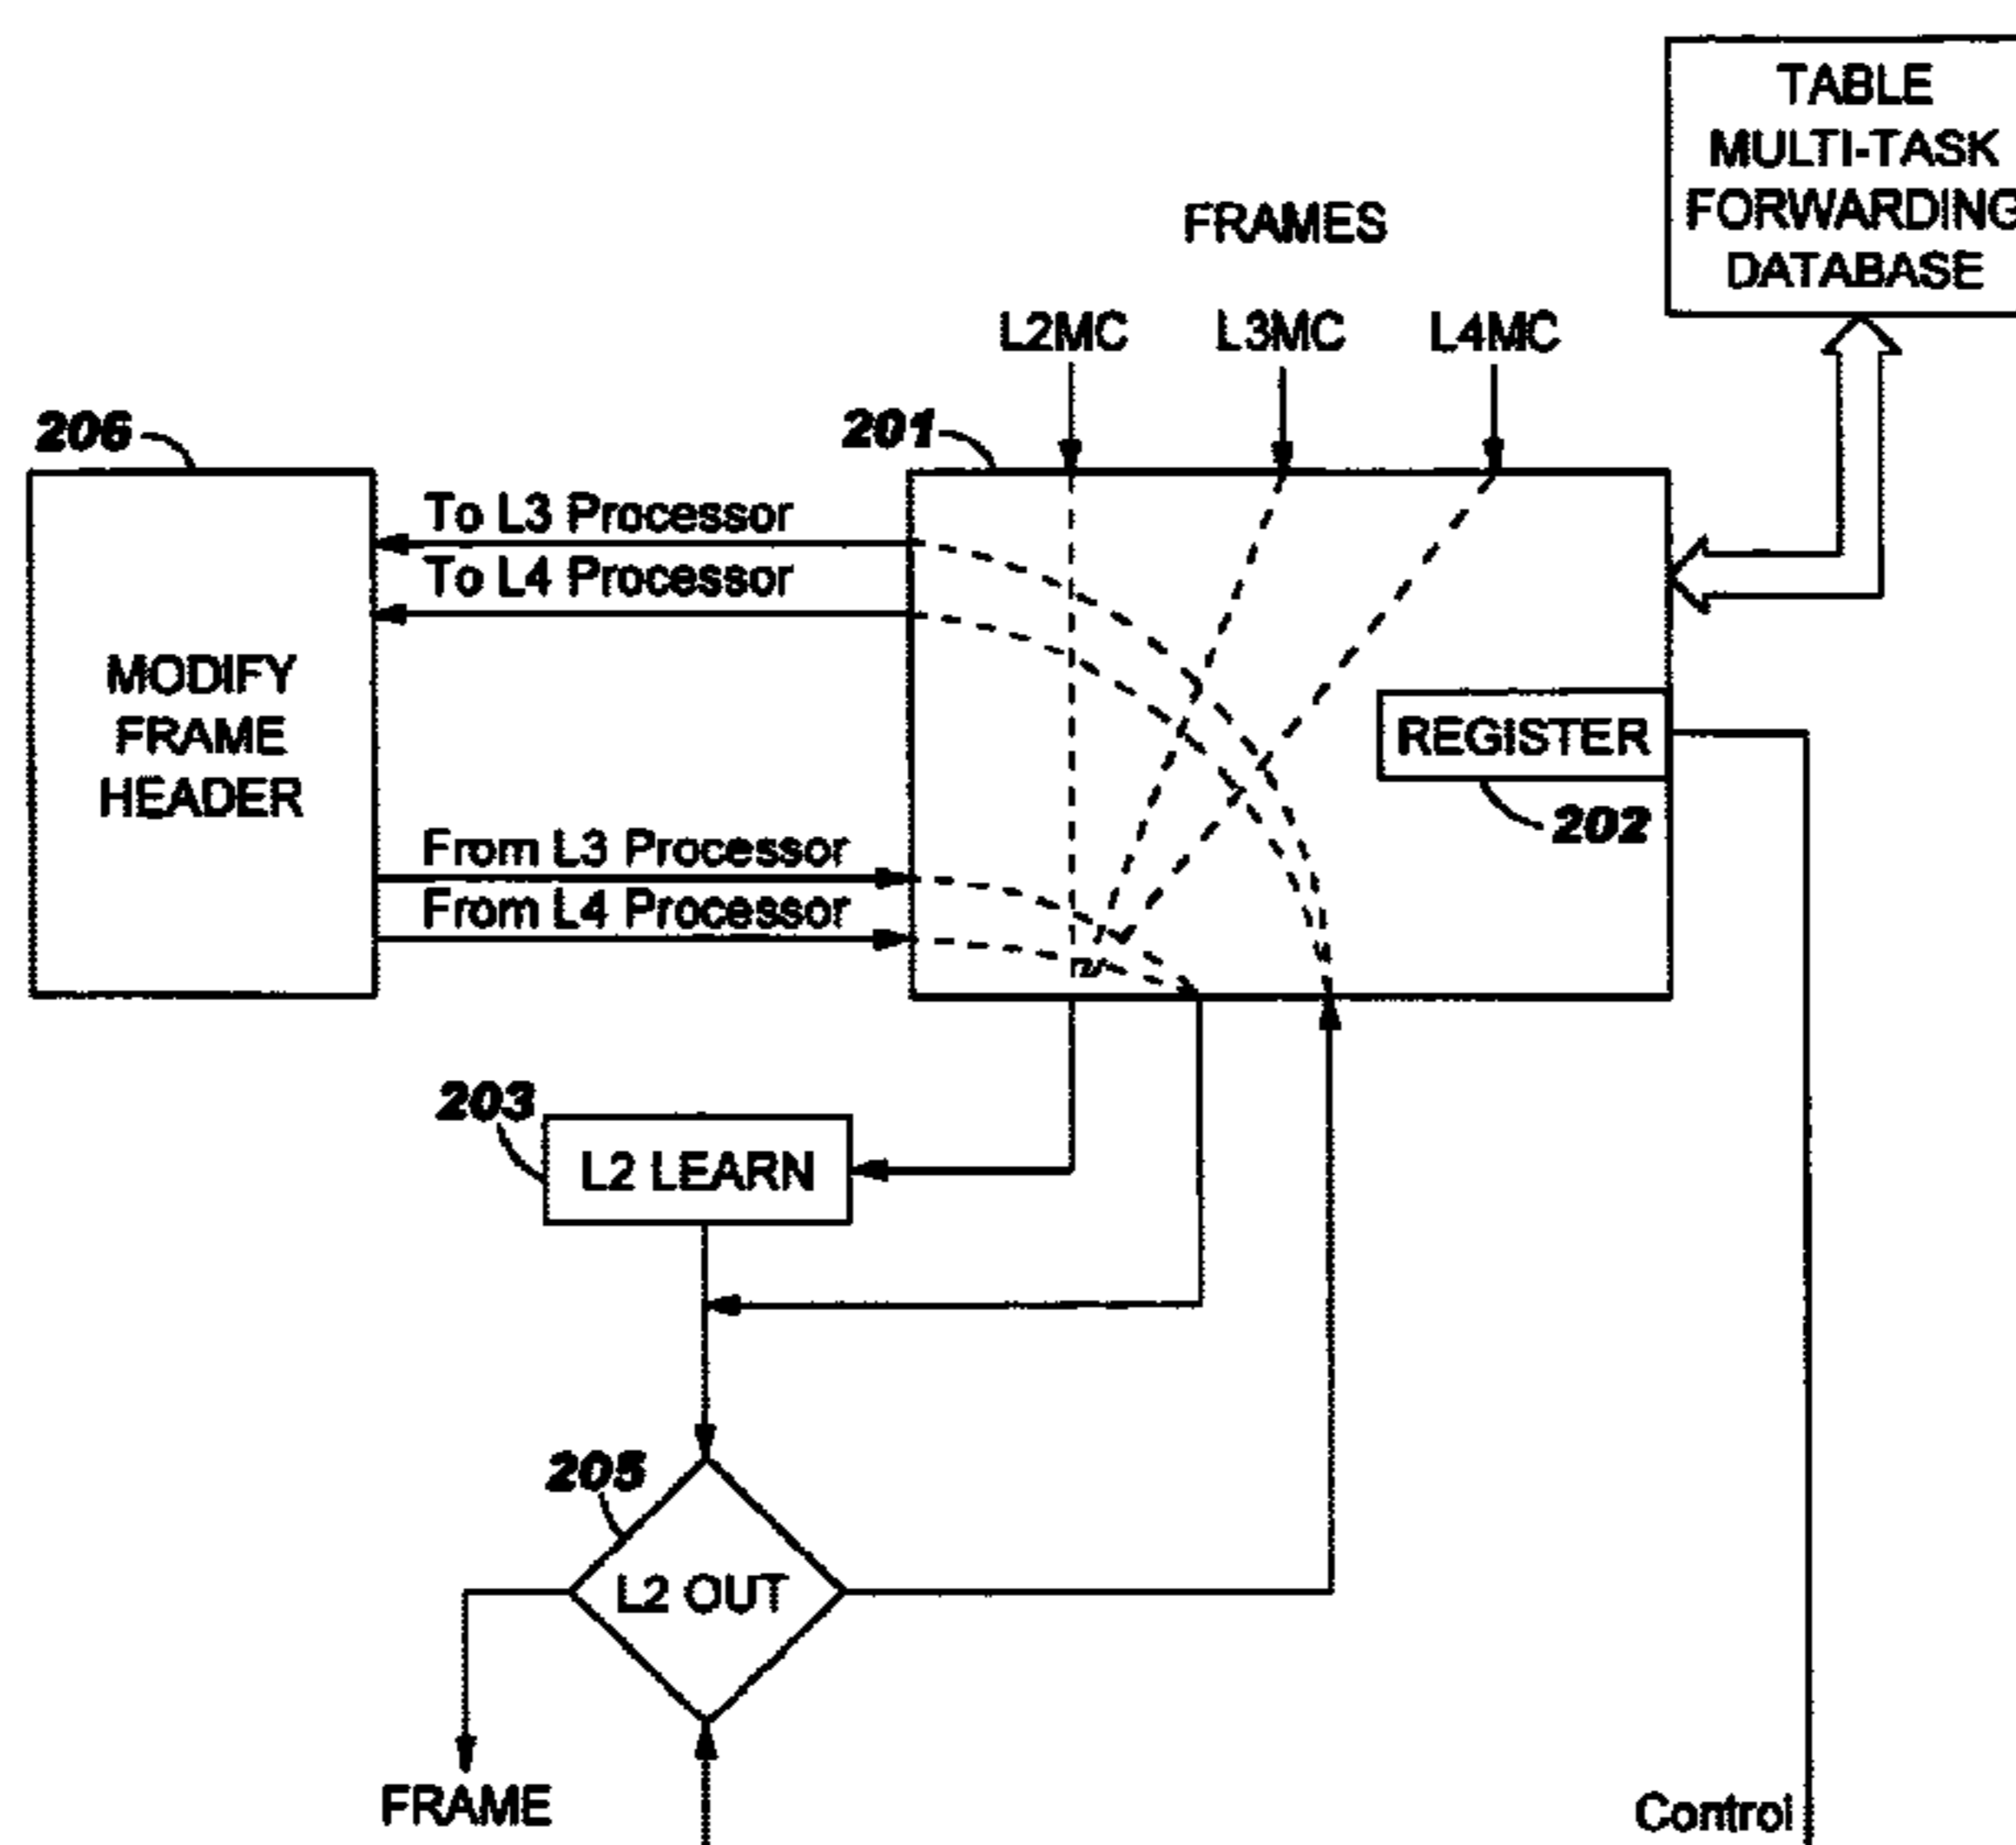 TABLE
MULTI-TASK
FORWARDING
DATABASE
FRAMES
L2MC
L3MC
L4MC
206
201
To L3 Processor
To L4 Processor
MODIFY
FRAME
HEADER
REGISTER
202
From L3 Processor
From L4 Processor
203
L2 LEARN
205
L2 OUT
FRAME
Control